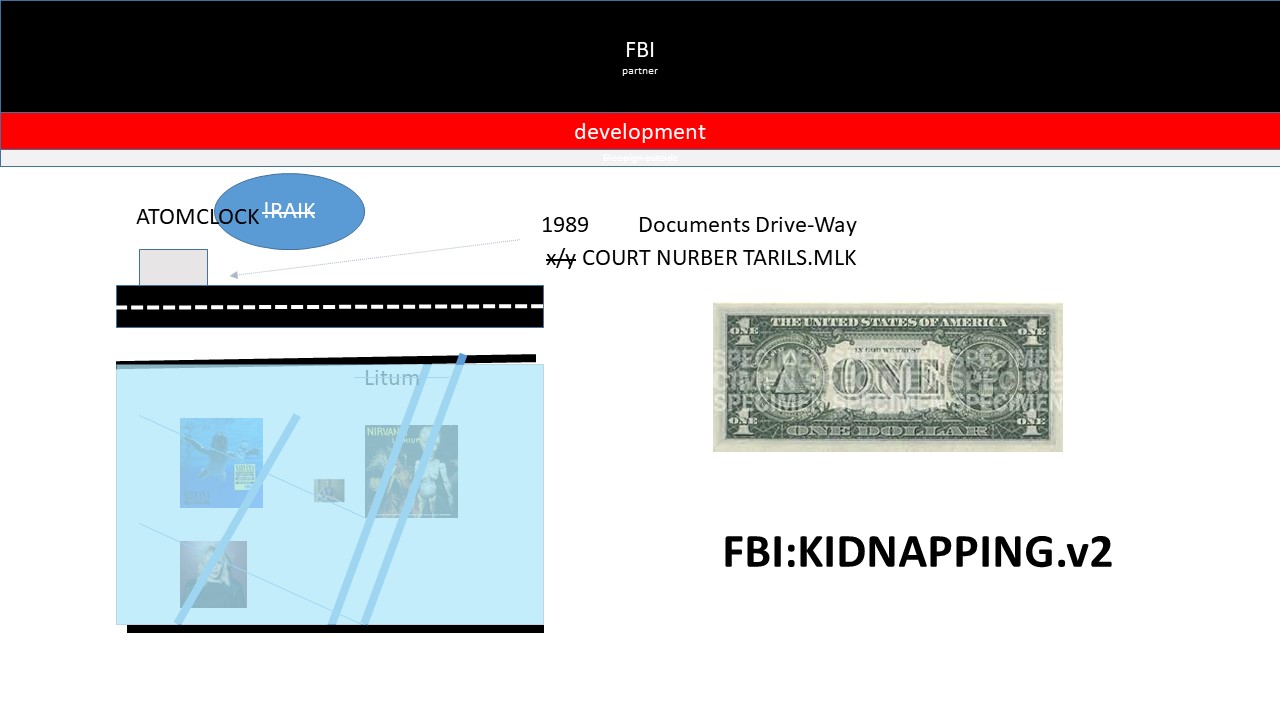 FBI
partner
development
ATOMCLOCK !RAIK
1989 Documents Drive-Way
x/y COURT NURBER TARILS.MLK
Litum
NIRVANA
THE UNITED STATES OF AMERICA
ONE ONE
IN GOD WE TRUST
ONE
SPECIMEN SPECIMEN
SPECIMEN SPECIMEN
SPECIMEN SPECIMEN
ONE ONE
ONE DOLLAR
FBI:KIDNAPPING.v2